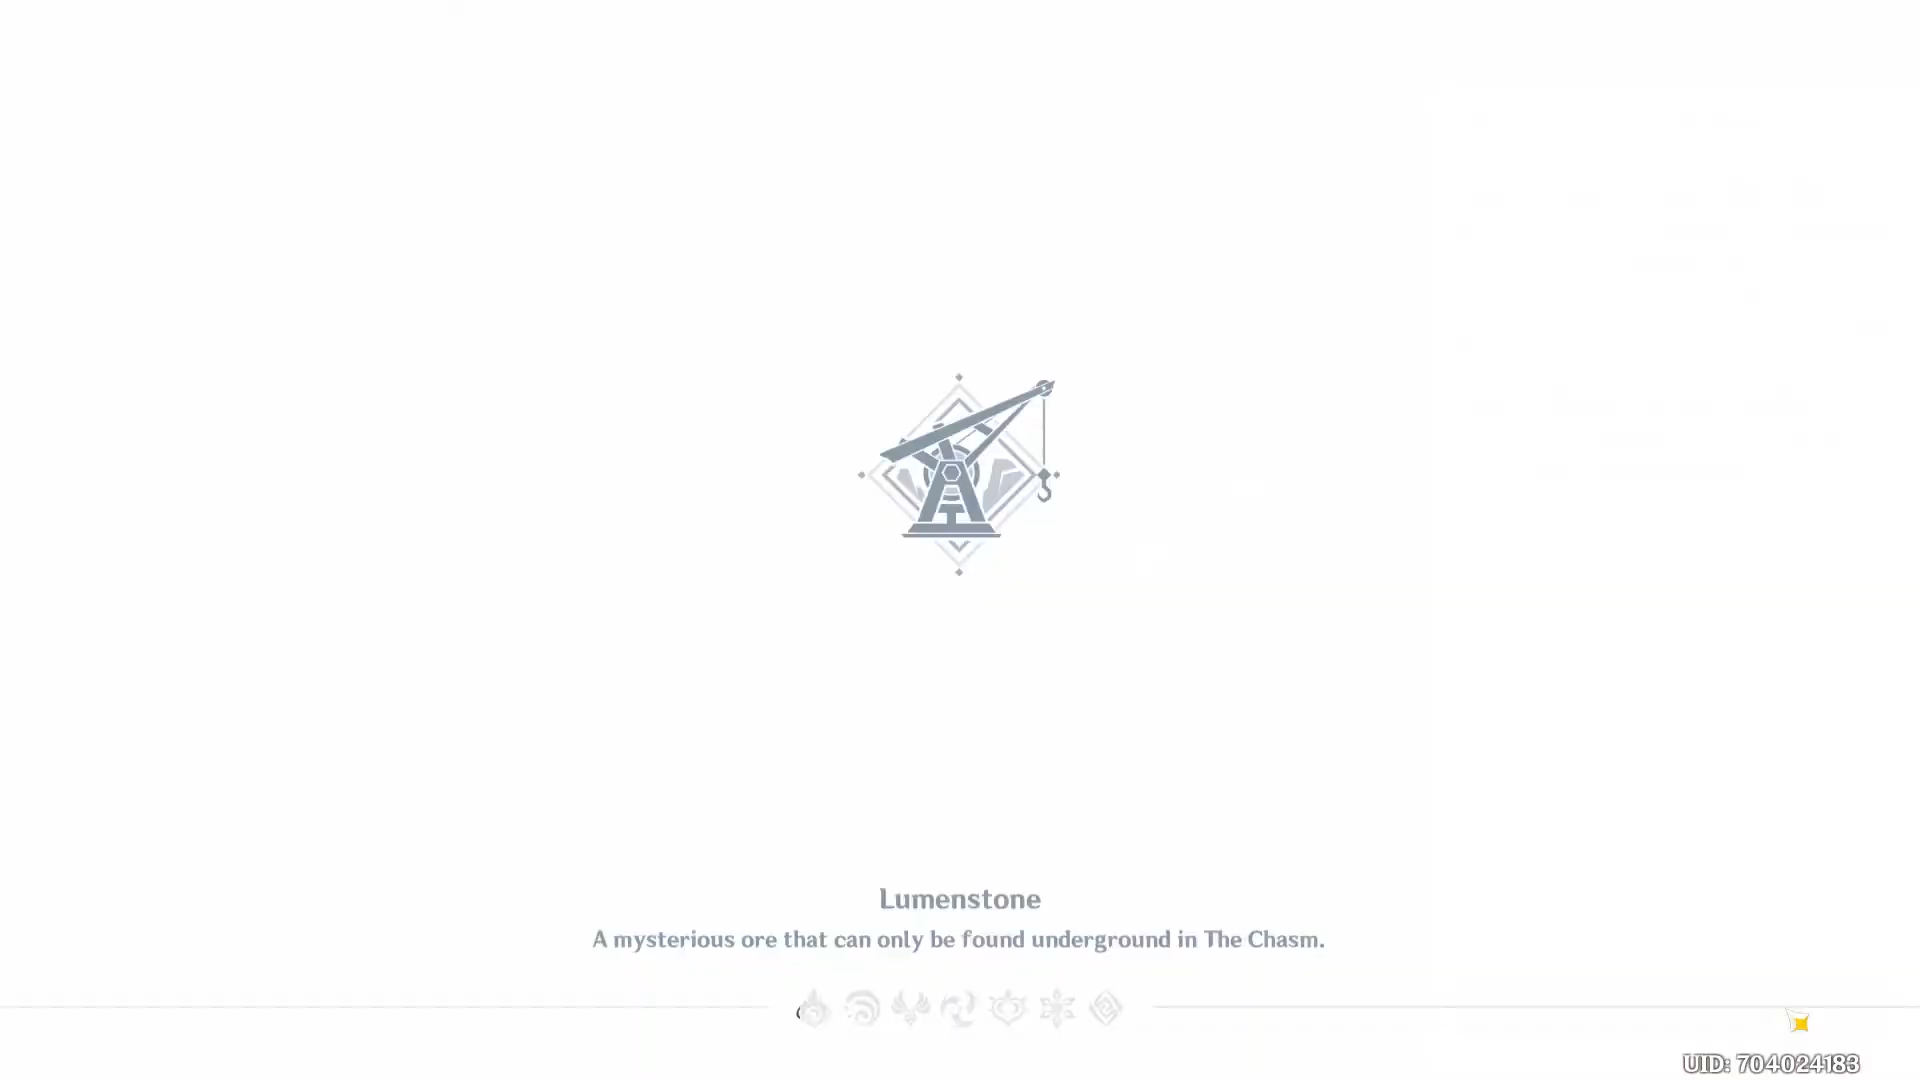 Lumenstone
A mysterious ore that can only be found underground in The Chasm.
UID: 704024183